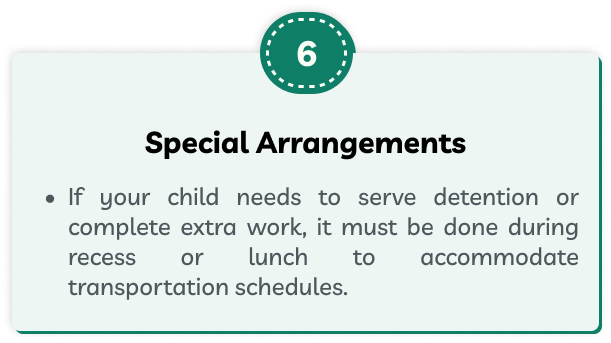 6
Special Arrangements
• If your child needs to serve detention or
complete extra work, it must be done during
recess or lunch to accommodate
transportation schedules.